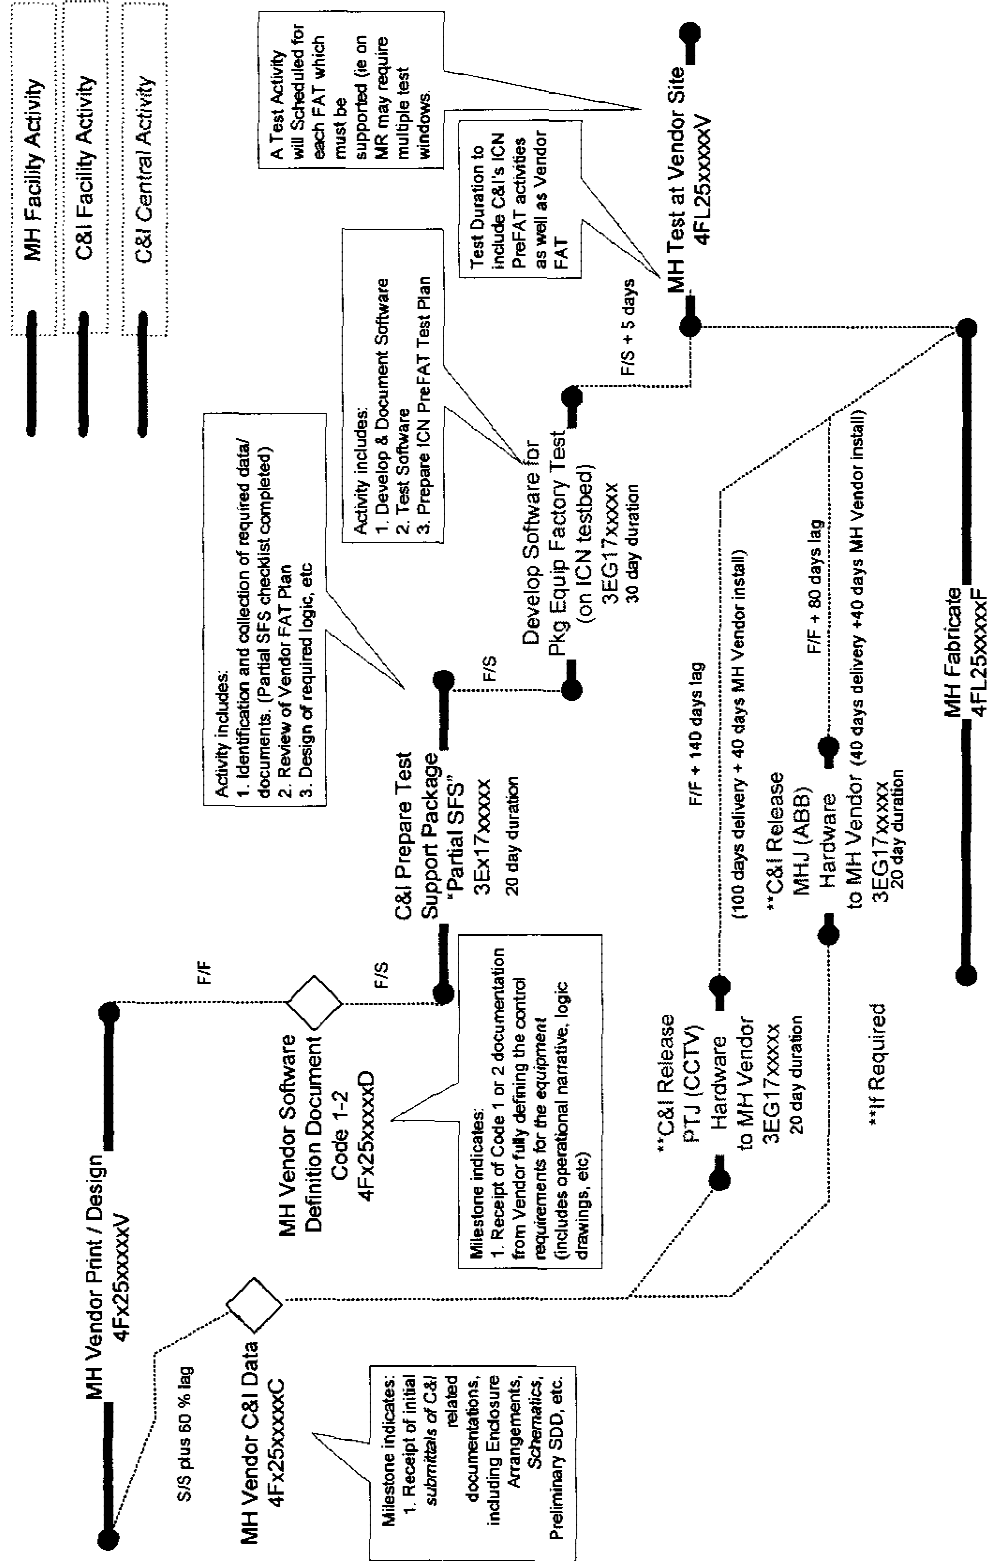 MH Facility Activity
C&I Facility Activity
C&I Central Activity
MH Vendor Print / Design
4Fx25xxxxxV
S/S plus 60 % lag
MH Vendor C&I Data
4Fx25xxxxxC
Milestone indicates:
1. Receipt of initial
submittals of C&I
related
documentations,
including Enclosure
Arrangements,
Schematics,
Preliminary SDD, etc.
F/F
MH Vendor Software
Definition Document
Code 1-2
4Fx25xxxxxD
F/S
Milestone indicates:
1. Receipt of Code 1 or 2 documentation
from Vendor fully defining the control
requirements for the equipment
(includes operational narrative, logic
drawings, etc)
Activity includes:
1. Identification and collection of required data/
documents. (Partial SFS checklist completed)
2. Review of Vendor FAT Plan
3. Design of required logic, etc
C&I Prepare Test
Support Package
"Partial SFS"
3Ex17xxxxx
20 day duration
F/S
Activity includes:
1. Develop & Document Software
2. Test Software
3. Prepare ICN PreFAT Test Plan
Develop Software for
Pkg Equip Factory Test
(on ICN testbed)
3EG17xxxxx
30 day duration
F/S + 5 days
A Test Activity
will Scheduled for
each FAT which
must be
supported (ie on
MR may require
multiple test
windows.
Test Duration to
include C&I's ICN
PreFAT activities
as well as Vendor
FAT
MH Test at Vendor Site
4FL25xxxxxV
**C&I Release
PTJ (CCTV)
Hardware
to MH Vendor
3EG17xxxxx
20 day duration
F/F + 140 days lag
(100 days delivery + 40 days MH Vendor install)
**C&I Release
MHJ (ABB)
Hardware
to MH Vendor
3EG17xxxxx
20 day duration
F/F + 80 days lag
(40 days delivery +40 days MH Vendor install)
**If Required
MH Fabricate
4FL25xxxxxF